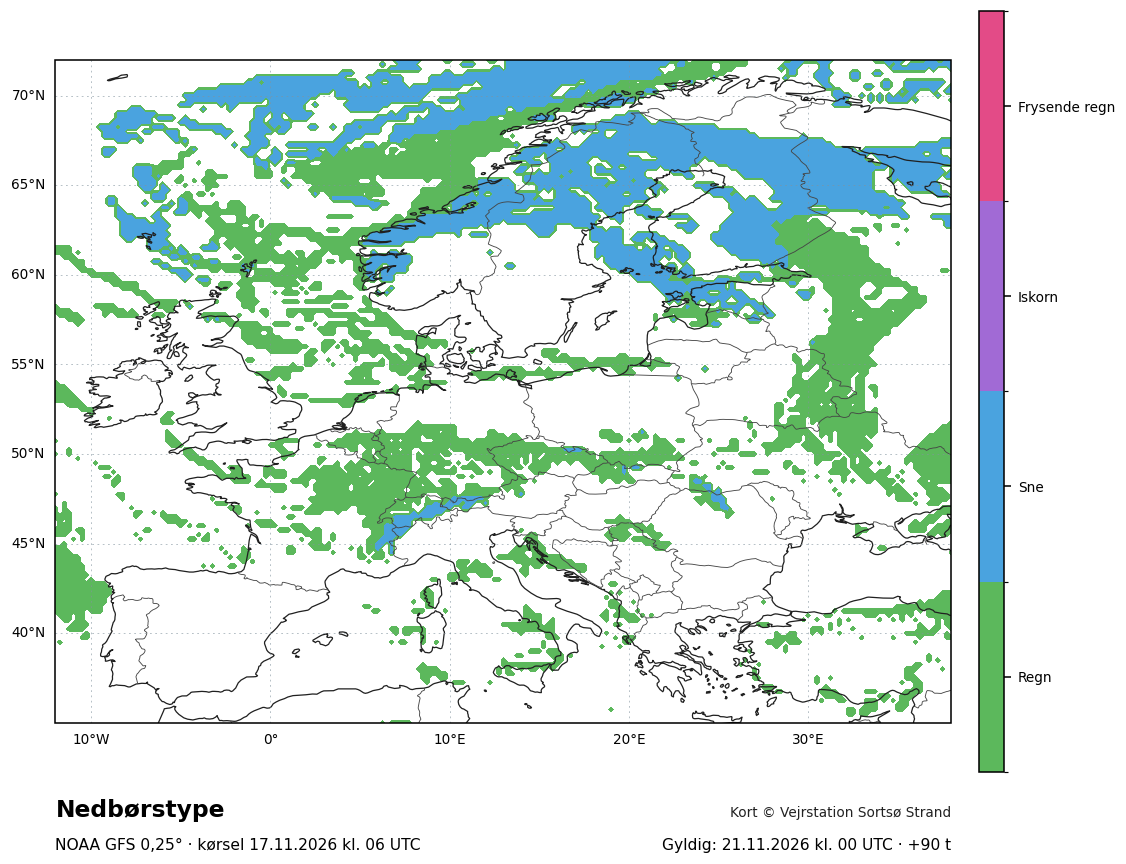 Frysende regn
Iskorn
Sne
Regn
70°N
65°N
60°N
55°N
50°N
45°N
40°N
10°W
0°
10°E
20°E
30°E
Nedbørstype
Kort © Vejrstation Sortsø Strand
NOAA GFS 0,25° · kørsel 17.11.2026 kl. 06 UTC
Gyldig: 21.11.2026 kl. 00 UTC · +90 t